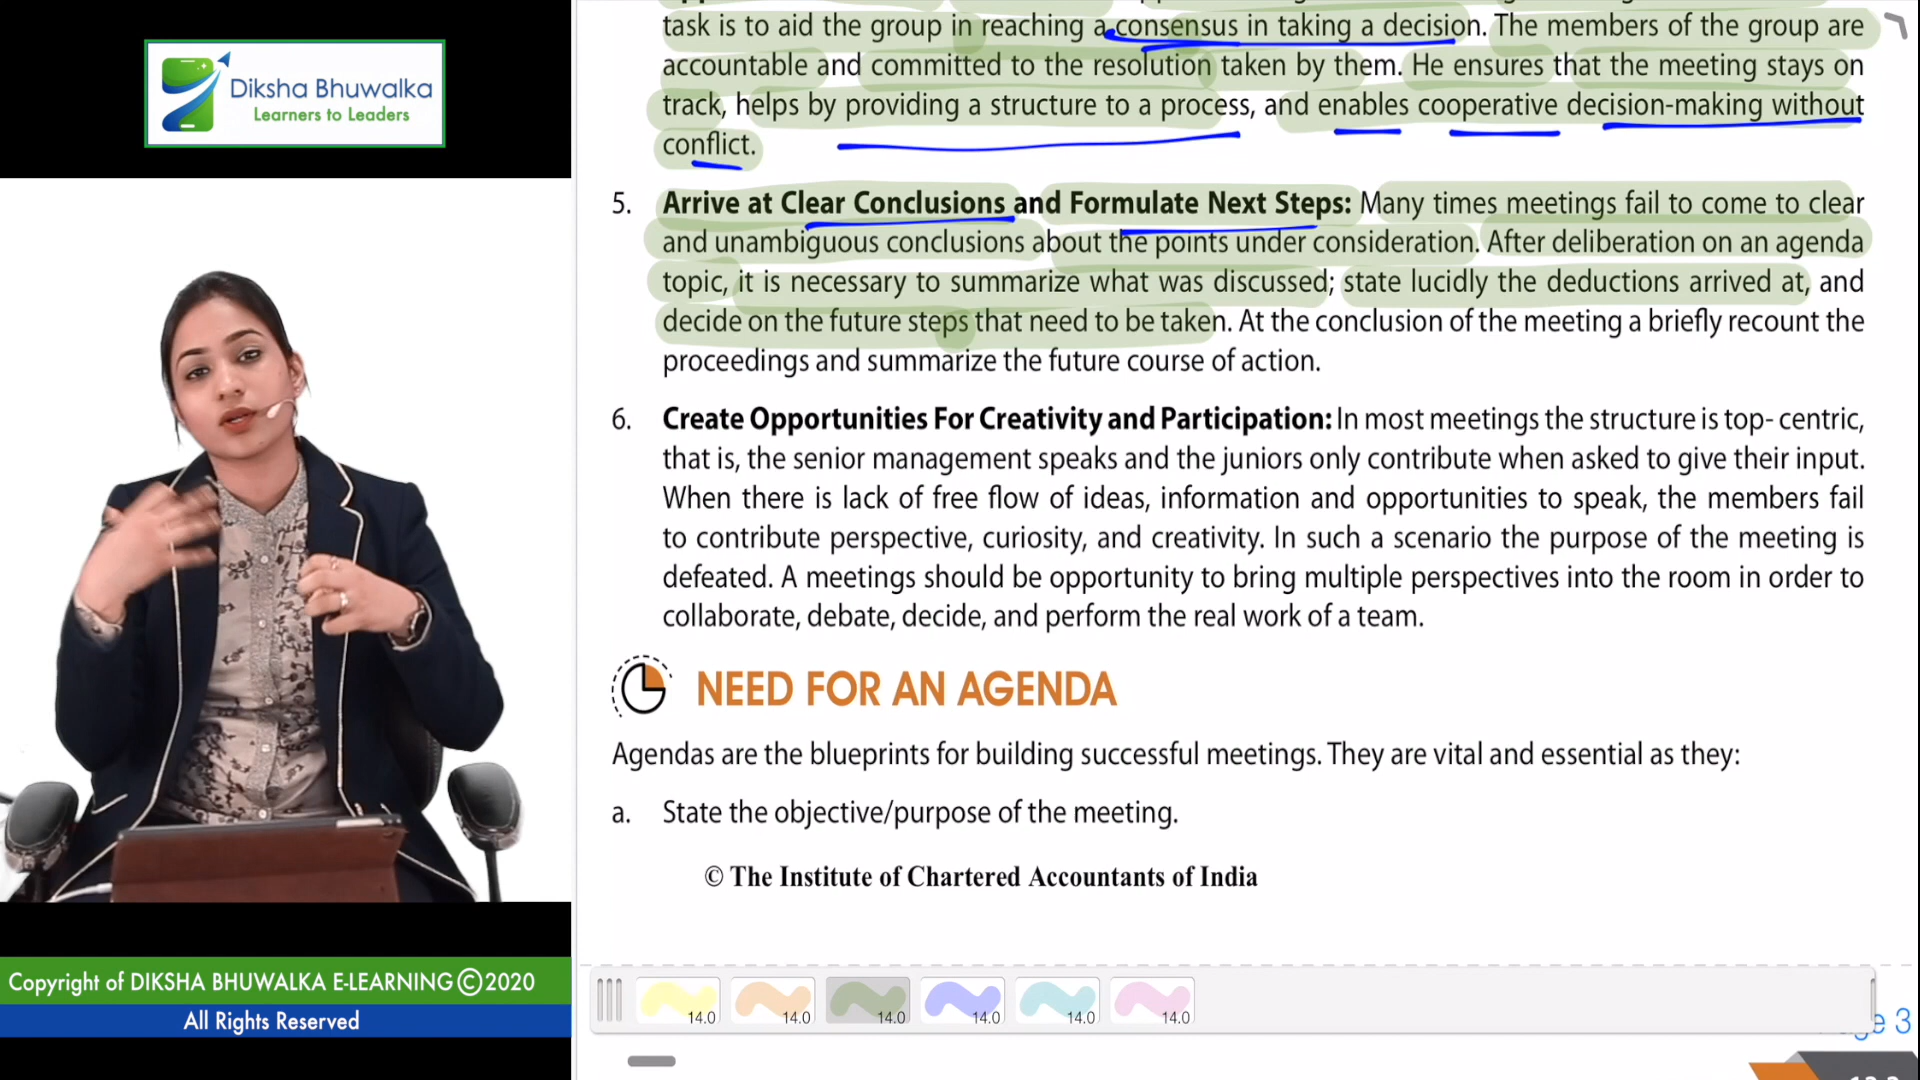 Diksha Bhuwalka
Learners to Leaders
task is to aid the group in reaching a consensus in taking a decision. The members of the group are
accountable and committed to the resolution taken by them. He ensures that the meeting stays on
track, helps by providing a structure to a process, and enables cooperative decision-making without
conflict.
5. Arrive at Clear Conclusions and Formulate Next Steps: Many times meetings fail to come to clear
and unambiguous conclusions about the points under consideration. After deliberation on an agenda
topic, it is necessary to summarize what was discussed; state lucidly the deductions arrived at, and
decide on the future steps that need to be taken. At the conclusion of the meeting a briefly recount the
proceedings and summarize the future course of action.
6. Create Opportunities For Creativity and Participation: In most meetings the structure is top- centric,
that is, the senior management speaks and the juniors only contribute when asked to give their input.
When there is lack of free flow of ideas, information and opportunities to speak, the members fail
to contribute perspective, curiosity, and creativity. In such a scenario the purpose of the meeting is
defeated. A meetings should be opportunity to bring multiple perspectives into the room in order to
collaborate, debate, decide, and perform the real work of a team.
NEED FOR AN AGENDA
Agendas are the blueprints for building successful meetings. They are vital and essential as they:
a. State the objective/purpose of the meeting.
© The Institute of Chartered Accountants of India
Copyright of DIKSHA BHUWALKA E-LEARNING©2020
All Rights Reserved
14.0 14.0 14.0 14.0 14.0 14.0
3